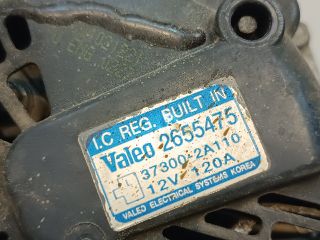 I.C REG. BUILT IN
Valeo 2655475
37300-2A110
12V 120A
VALEO ELECTRICAL SYSTEMS KOREA